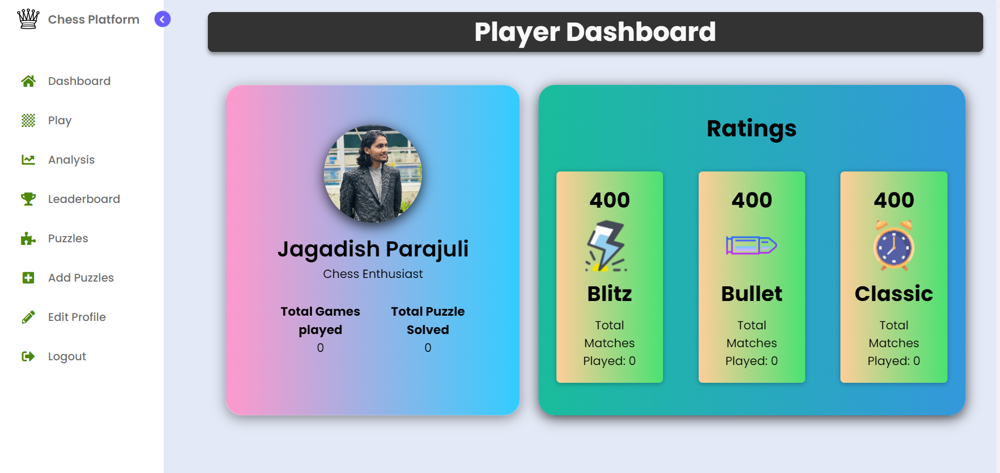 Chess Platform
Dashboard
Play
Analysis
Leaderboard
Puzzles
Add Puzzles
Edit Profile
Logout
Player Dashboard
Jagadish Parajuli
Chess Enthusiast
Total Games
played
0
Total Puzzle
Solved
0
Ratings
400
Blitz
Total
Matches
Played: 0
400
Bullet
Total
Matches
Played: 0
400
Classic
Total
Matches
Played: 0